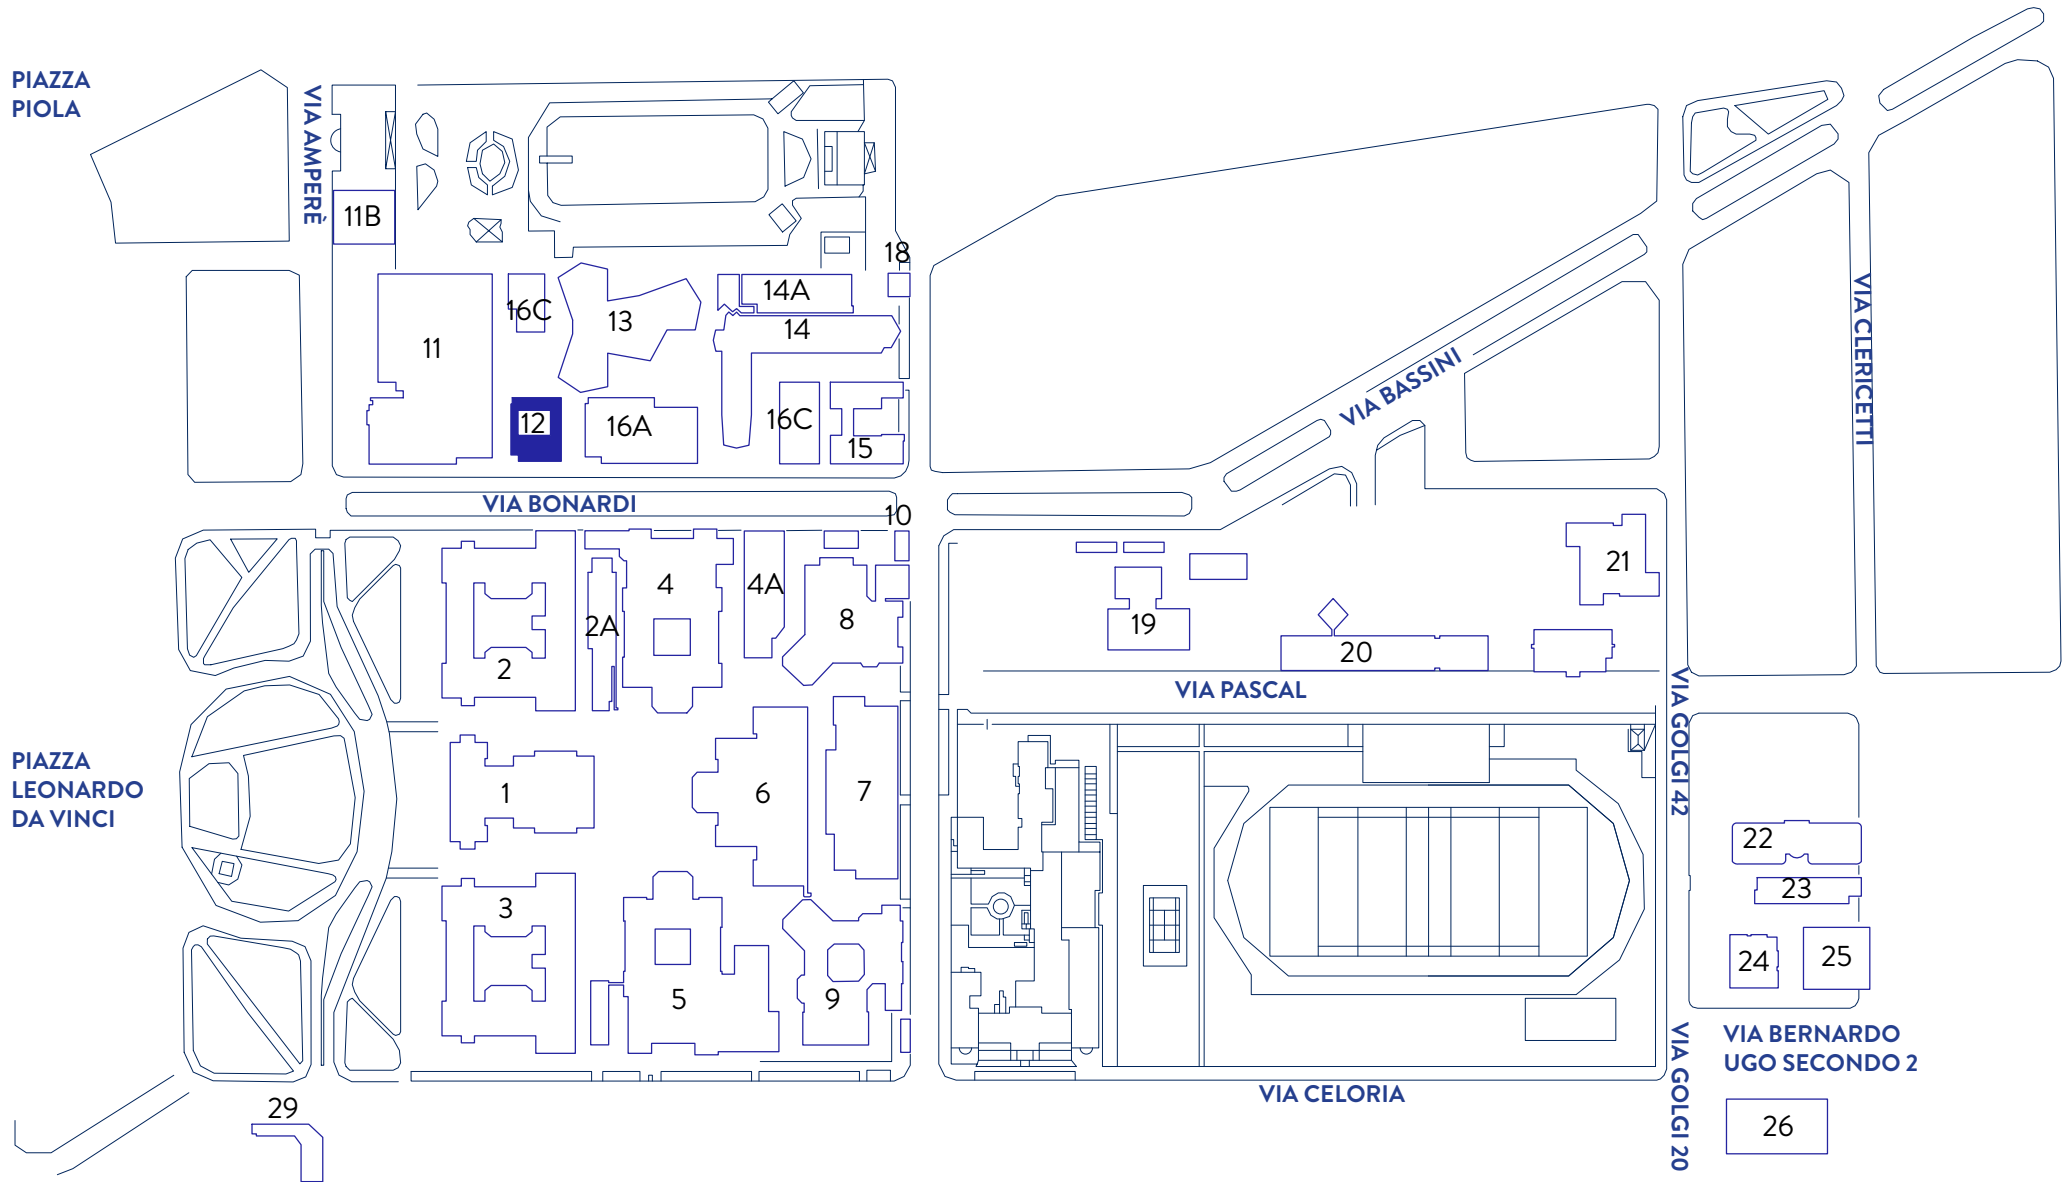 PIAZZA
PIOLA
VIA AMPERÈ
11B
18
16C
14A
13
14
11
12
16A
16C
15
VIA BASSINI
VIA CLERICETTI
VIA BONARDI
10
4
4A
2A
8
2
19
20
21
VIA PASCAL
VIA GOLGI 42
PIAZZA
LEONARDO
DA VINCI
1
6
7
22
23
3
24
25
5
9
VIA GOLGI 20
VIA BERNARDO
UGO SECONDO 2
VIA CELORIA
29
26